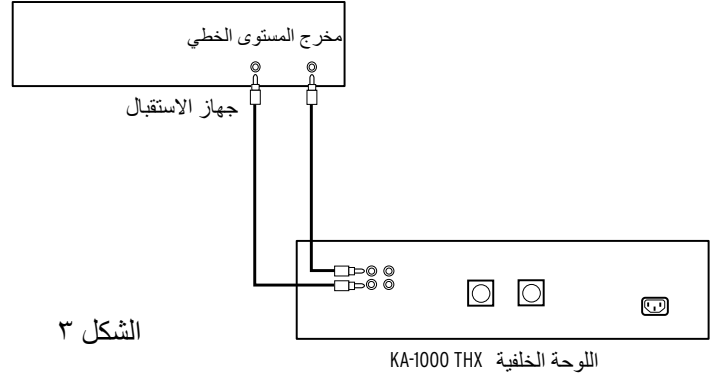 مخرج المستوى الخطي
جهاز الاستقبال
الشكل ٣
اللوحة الخلفية KA-1000 THX